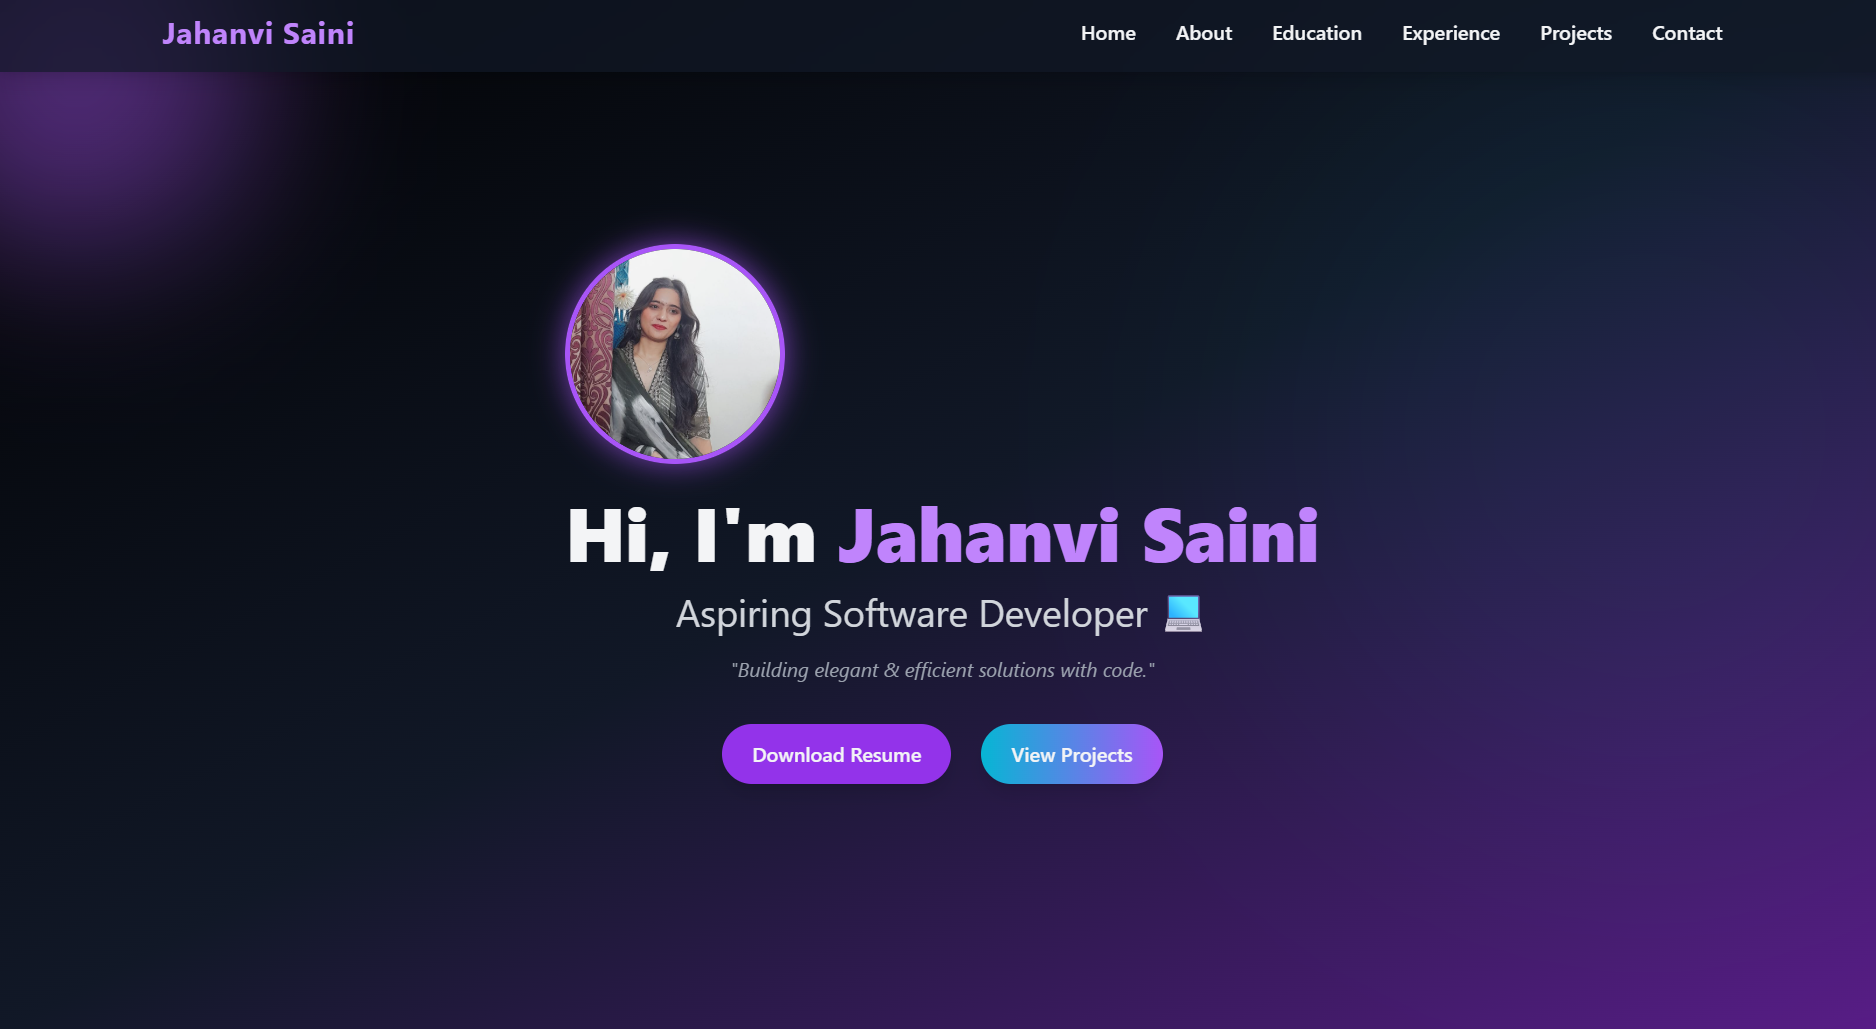 Jahanvi Saini
Home About Education Experience Projects Contact
Hi, I'm Jahanvi Saini
Aspiring Software Developer 💻
"Building elegant & efficient solutions with code."
Download Resume
View Projects